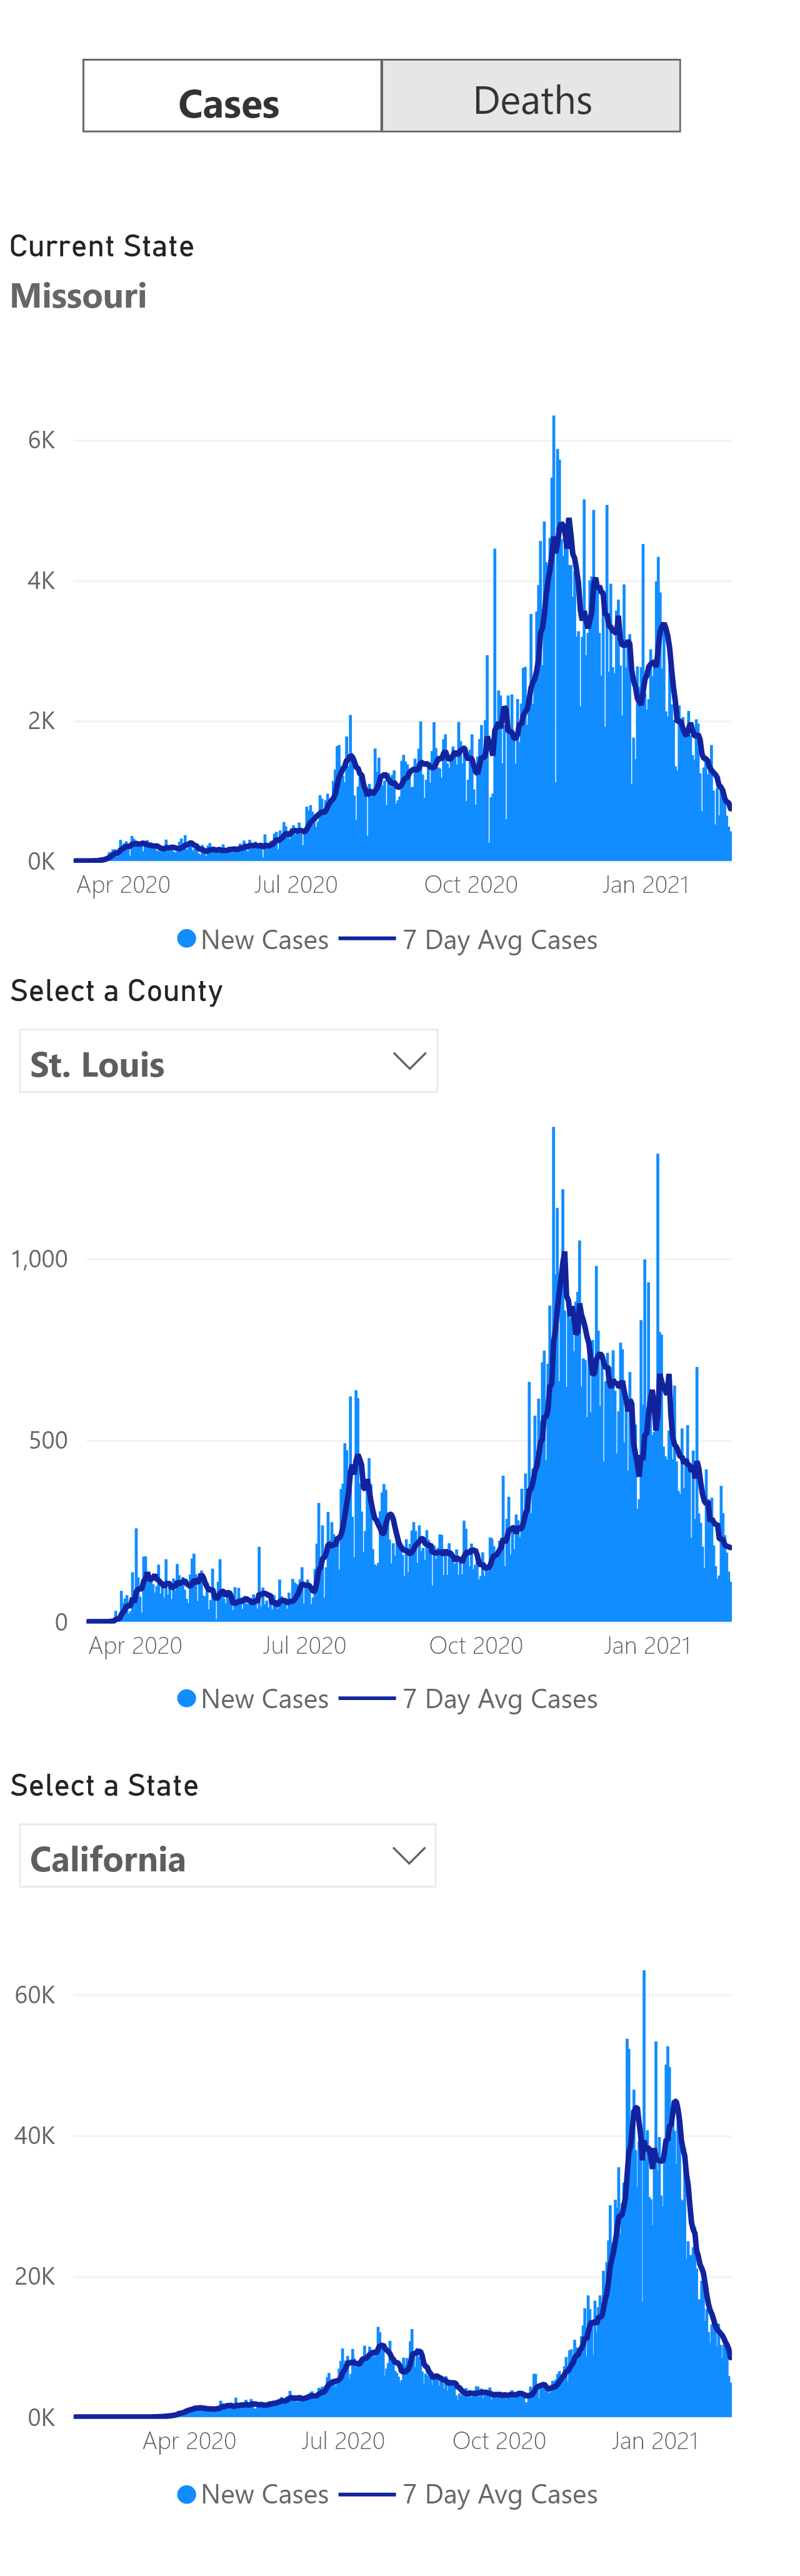 Cases Deaths
Current State
Missouri
6K
4K
2K
0K
Apr 2020 Jul 2020 Oct 2020 Jan 2021
New Cases 7 Day Avg Cases
Select a County
St. Louis
1,000
500
0
Apr 2020 Jul 2020 Oct 2020 Jan 2021
New Cases 7 Day Avg Cases
Select a State
California
60K
40K
20K
0K
Apr 2020 Jul 2020 Oct 2020 Jan 2021
New Cases 7 Day Avg Cases